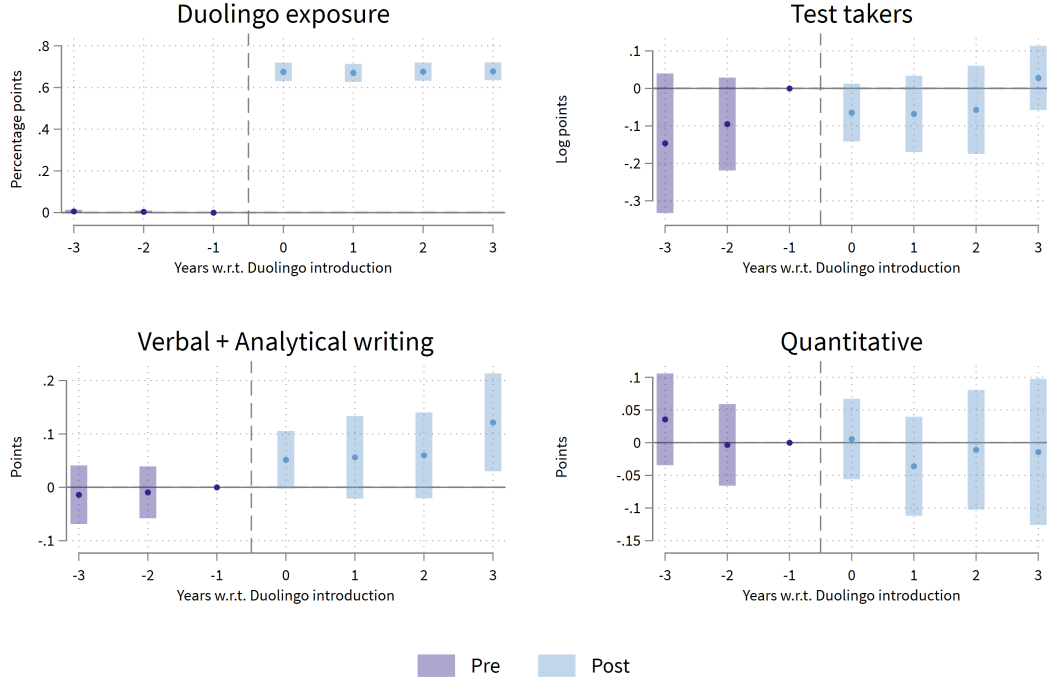 Duolingo exposure
Percentage points
.8
.6
.4
.2
0
-3 -2 -1 0 1 2 3
Years w.r.t. Duolingo introduction
Test takers
Log points
.1
0
-.1
-.2
-.3
-3 -2 -1 0 1 2 3
Years w.r.t. Duolingo introduction
Verbal + Analytical writing
Points
.2
.1
0
-.1
-3 -2 -1 0 1 2 3
Years w.r.t. Duolingo introduction
Quantitative
Points
.1
.05
0
-.05
-.1
-.15
-3 -2 -1 0 1 2 3
Years w.r.t. Duolingo introduction
Pre Post